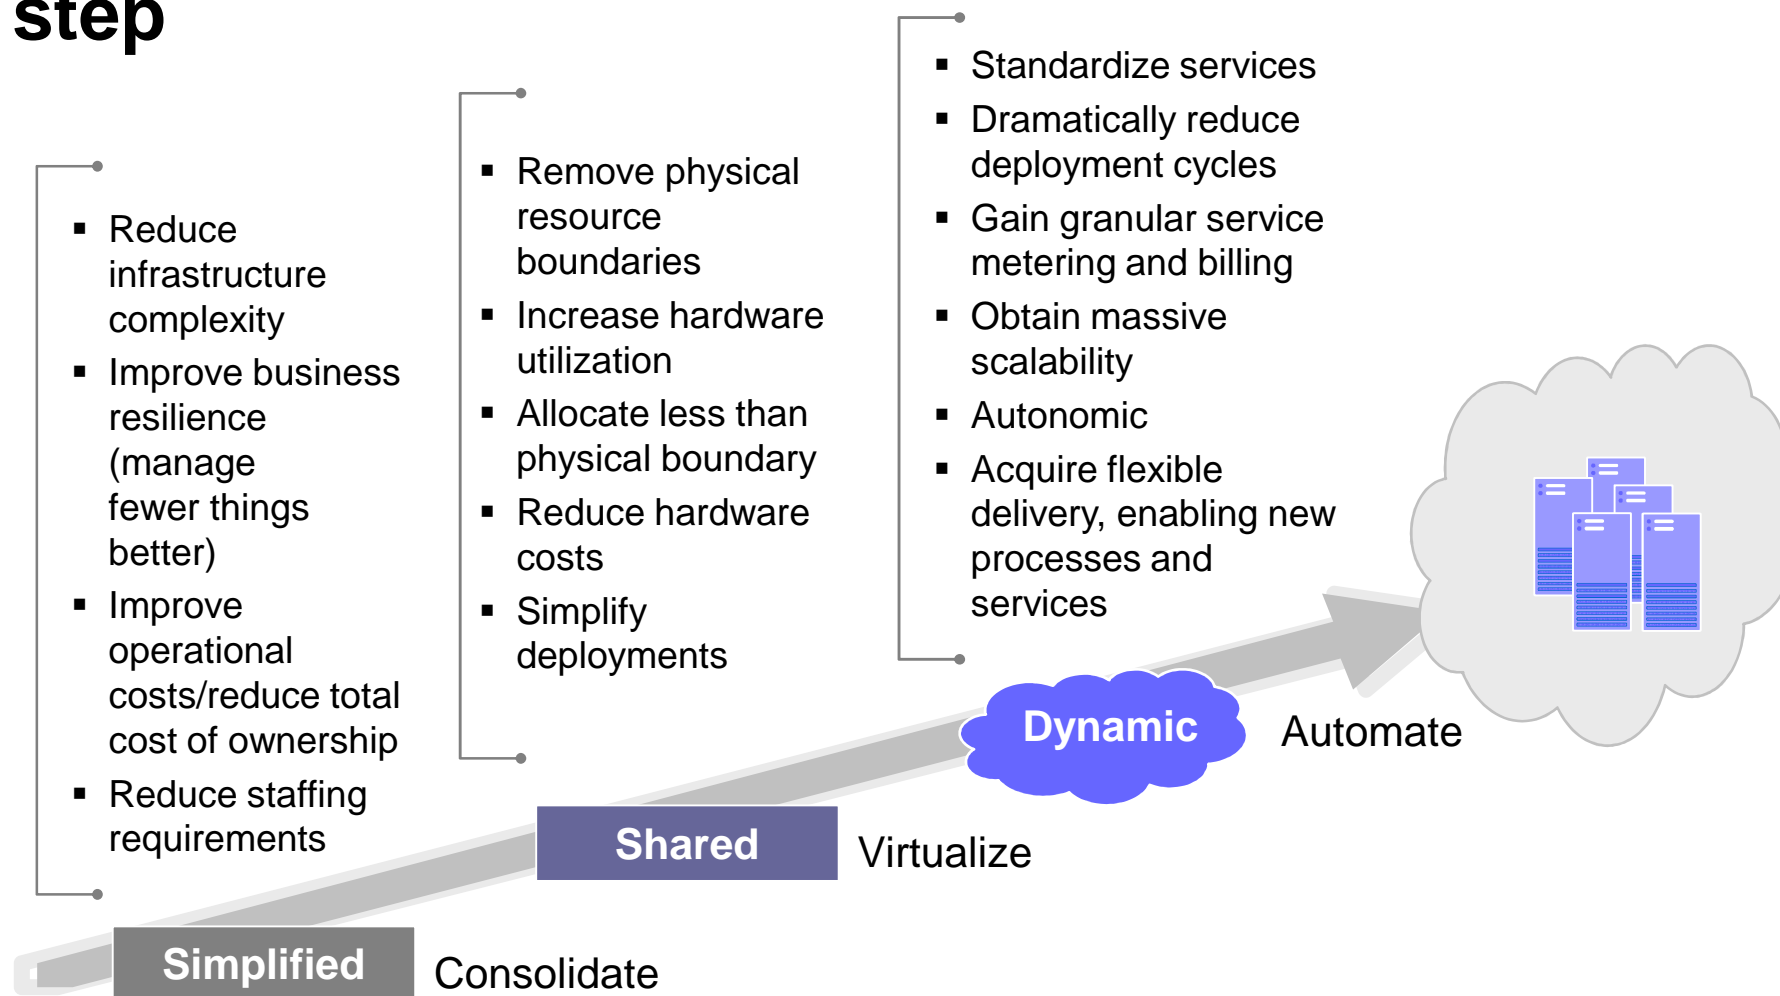 step
Reduce
infrastructure
complexity
Improve business
resilience
(manage
fewer things
better)
Improve
operational
costs/reduce total
cost of ownership
Reduce staffing
requirements
Simplified
Consolidate
Remove physical
resource
boundaries
Increase hardware
utilization
Allocate less than
physical boundary
Reduce hardware
costs
Simplify
deployments
Shared
Virtualize
Standardize services
Dramatically reduce
deployment cycles
Gain granular service
metering and billing
Obtain massive
scalability
Autonomic
Acquire flexible
delivery, enabling new
processes and
services
Dynamic
Automate